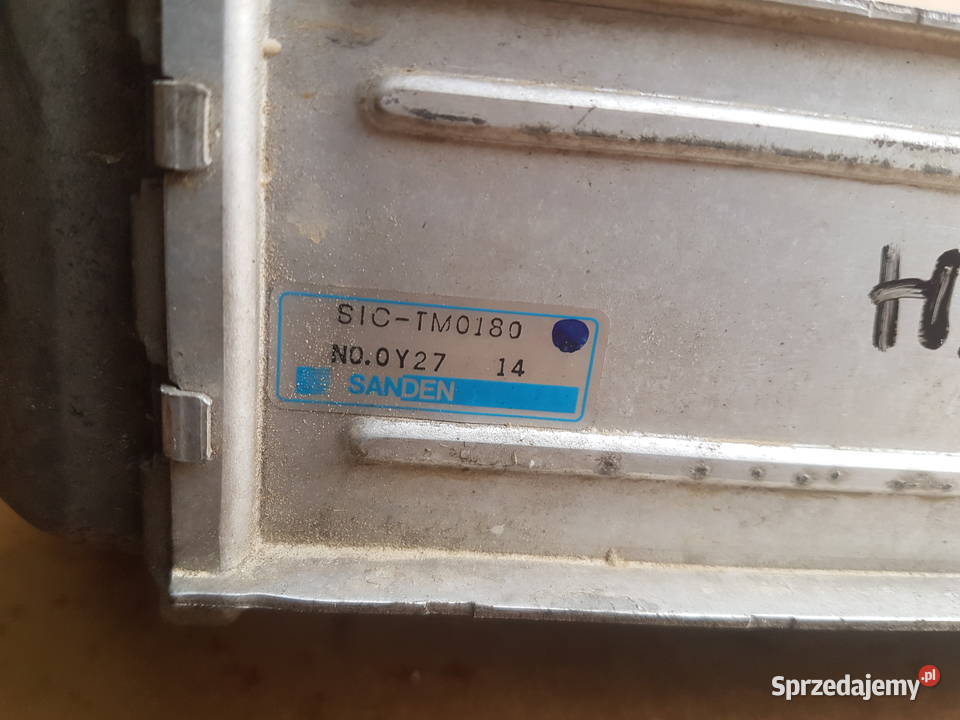 SIC-TM0180
NO.0Y27 14
SANDEN
H
Sprzedajemy.pl